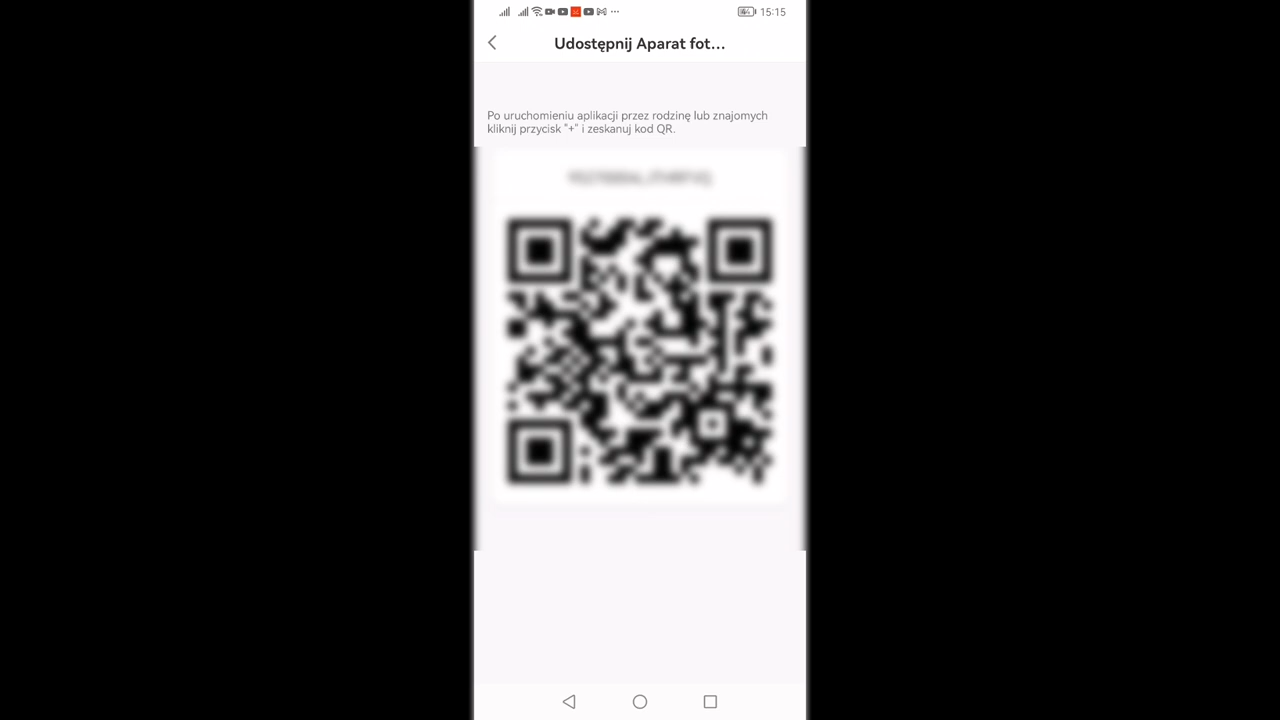 15:15
Udostępnij Aparat fot...
Po uruchomieniu aplikacji przez rodzinę lub znajomych
kliknij przycisk "+" i zeskanuj kod QR.